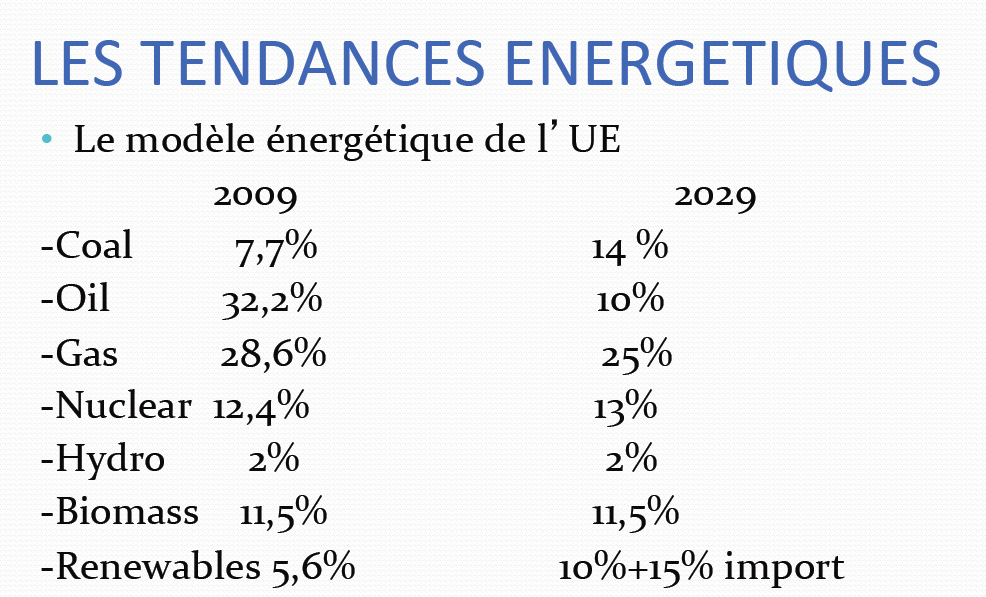 LES TENDANCES ENERGETIQUES
• Le modèle énergétique de l’ UE
2009 2029
-Coal 7,7% 14 %
-Oil 32,2% 10%
-Gas 28,6% 25%
-Nuclear 12,4% 13%
-Hydro 2% 2%
-Biomass 11,5% 11,5%
-Renewables 5,6% 10%+15% import